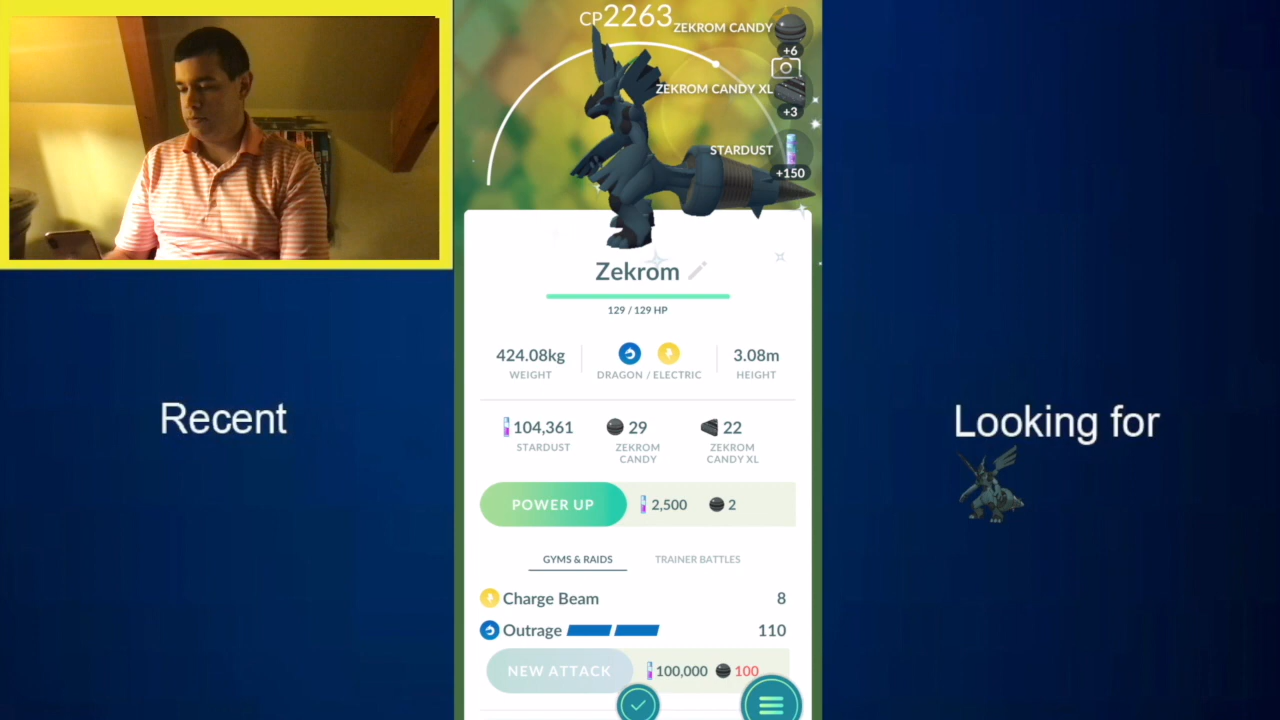 CP2263
ZEKROM CANDY
+6
ZEKROM CANDY XL
+3
STARDUST
+150
Zekrom
129 / 129 HP
424.08kg
WEIGHT
DRAGON / ELECTRIC
3.08m
HEIGHT
104,361
STARDUST
29
ZEKROM
CANDY
22
ZEKROM
CANDY XL
POWER UP 2,500 2
GYMS & RAIDS TRAINER BATTLES
Charge Beam 8
Outrage 110
NEW ATTACK 100,000 100
Recent
Looking for